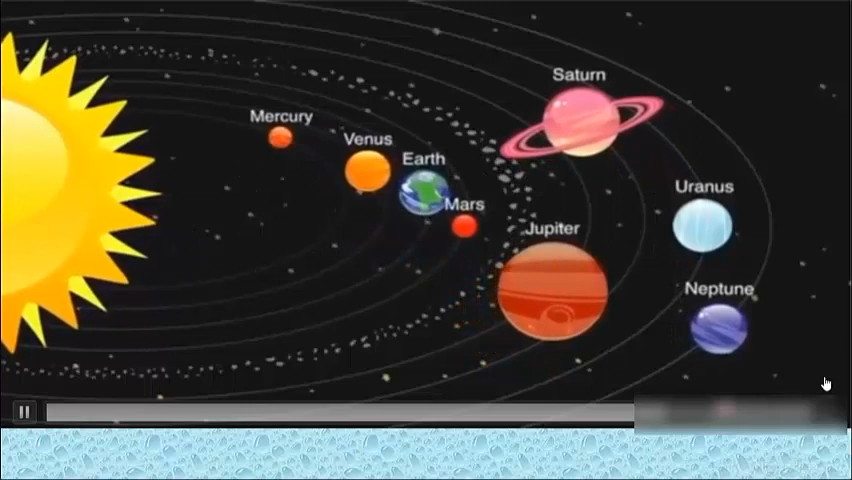 Saturn
Mercury
Venus
Earth
Uranus
Mars
Jupiter
Neptune